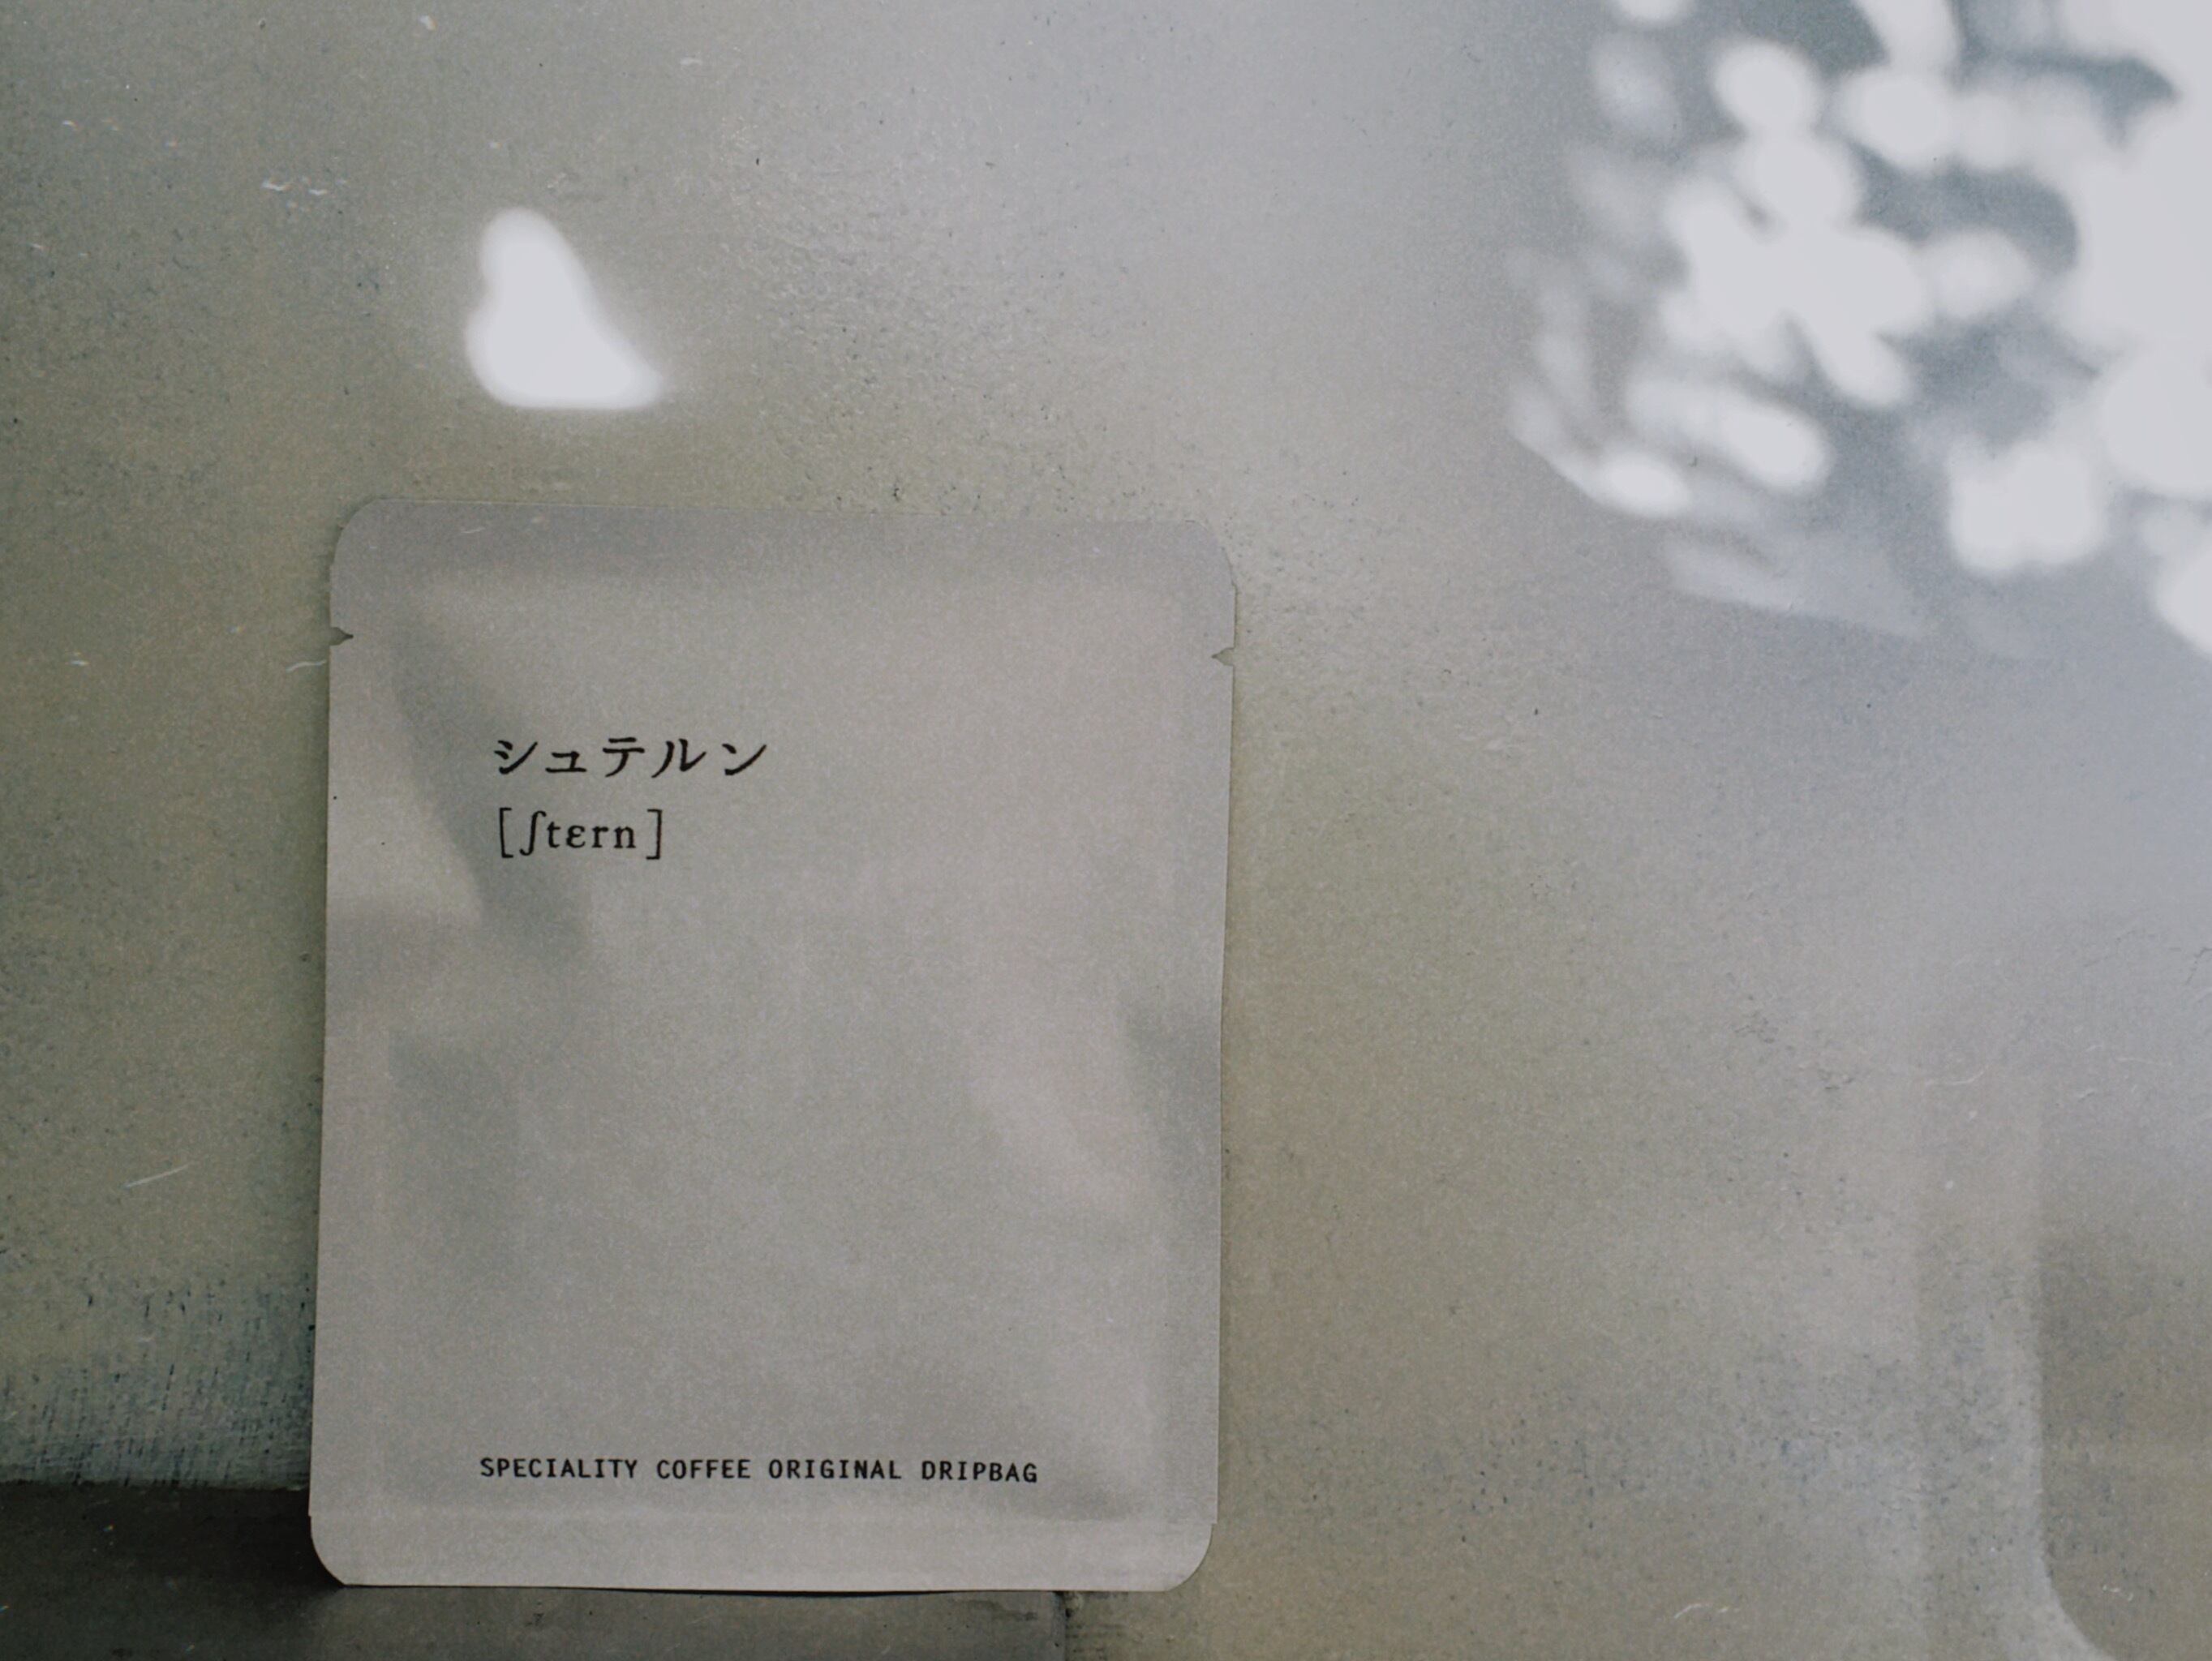 シュテルン
[ʃtɛrn]
SPECIALITY COFFEE ORIGINAL DRIPBAG